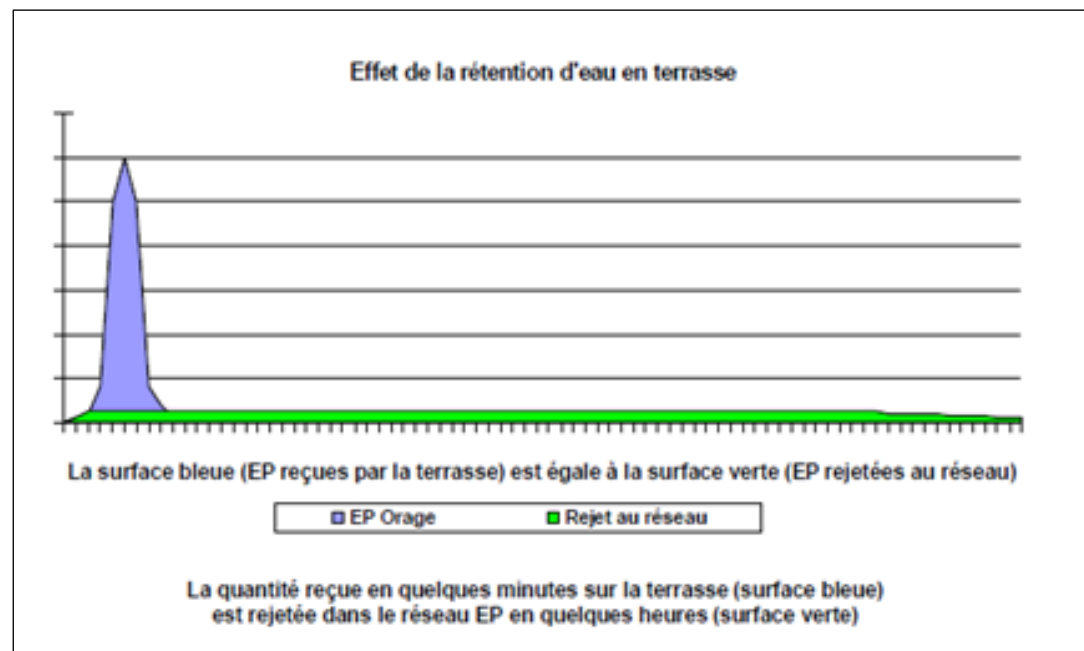 Effet de la rétention d'eau en terrasse
La surface bleue (EP reçues par la terrasse) est égale à la surface verte (EP rejetées au réseau)
EP Orage
Rejet au réseau
La quantité reçue en quelques minutes sur la terrasse (surface bleue)
est rejetée dans le réseau EP en quelques heures (surface verte)